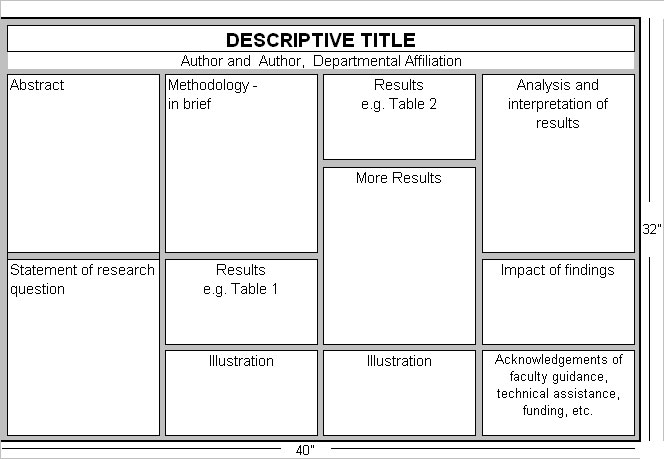 DESCRIPTIVE TITLE
Author and  Author,  Departmental Affiliation
Abstract
Statement of research
question
Methodology -
in brief
Results
e.g. Table 1
Illustration
Results
e.g. Table 2
More Results
Illustration
Analysis and
interpretation of
results
Impact of findings
Acknowledgements of
faculty guidance,
technical assistance,
funding, etc.
32"
40"